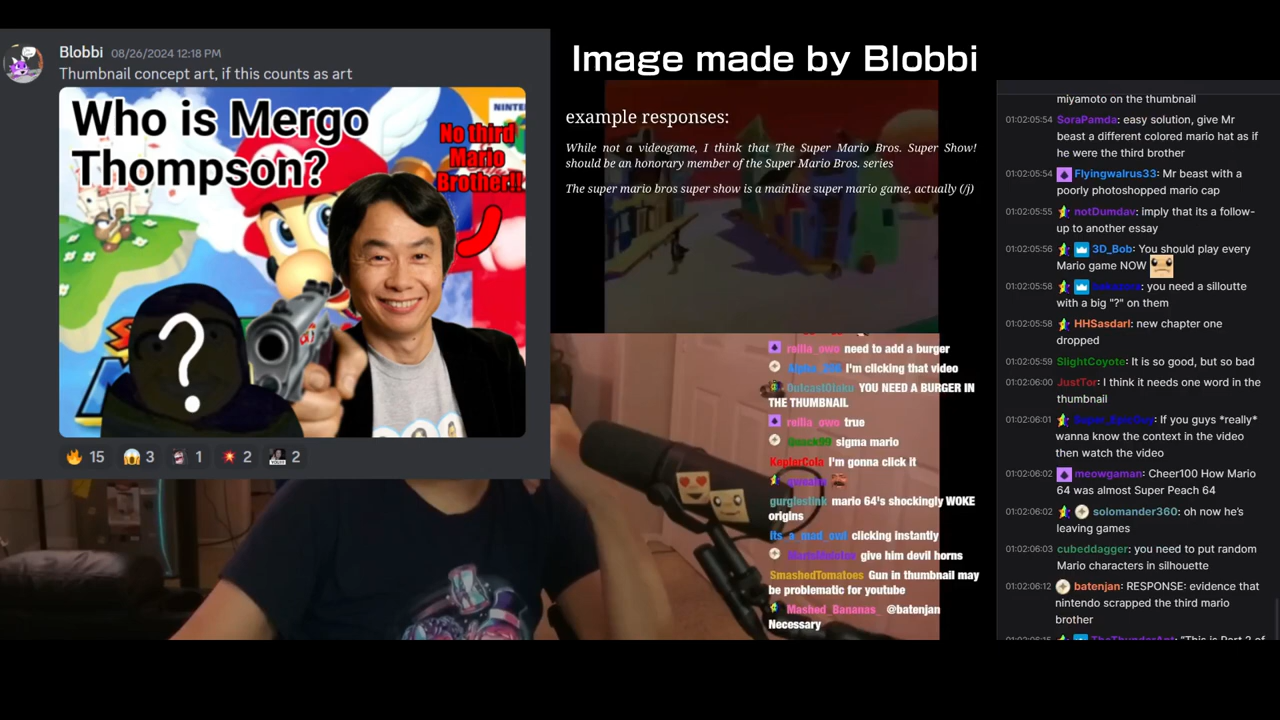 Blobbi 08/26/2024 12:18 PM
Thumbnail concept art, if this counts as art
Who is Mergo
Thompson?
NINTE
No third
Mario
Brother!!
?
15
3
1
2
2
Image made by Blobbi
example responses:
While not a videogame, I think that The Super Mario Bros. Super Show!
should be an honorary member of the Super Mario Bros. series
The super mario bros super show is a mainline super mario game, actually (/j)
railla_owo need to add a burger
I'm clicking that video
OutcastOtaku YOU NEED A BURGER IN
THE THUMBNAIL
railla_owo true
sigma mario
KeplerCola I'm gonna click it
gurglestink mario 64's shockingly WOKE
origins
its_a_mad_owl clicking instantly
give him devil horns
SmashedTomatoes Gun in thumbnail may
be problematic for youtube
Mashed_Bananas_ @batenjan
Necessary
miyamoto on the thumbnail
01:02:05:54 SoraPamda: easy solution, give Mr
beast a different colored mario hat as if
he were the third brother
01:02:05:54 Flyingwalrus33: Mr beast with a
poorly photoshopped mario cap
01:02:05:55 notDumdav: imply that its a follow-
up to another essay
01:02:05:56 3D_Bob: You should play every
Mario game NOW
01:02:05:58 you need a silloutte
with a big "?" on them
01:02:05:58 HHSasdarl: new chapter one
dropped
01:02:05:59 SlightCoyote: It is so good, but so bad
01:02:06:00 JustTor: I think it needs one word in the
thumbnail
01:02:06:01 If you guys *really*
wanna know the context in the video
then watch the video
01:02:06:02 meowgaman: Cheer100 How Mario
64 was almost Super Peach 64
01:02:06:02 solomander360: oh now he's
leaving games
01:02:06:03 cubeddagger: you need to put random
Mario characters in silhouette
01:02:06:12 batenjan: RESPONSE: evidence that
nintendo scrapped the third mario
brother
"This is Part 2 of